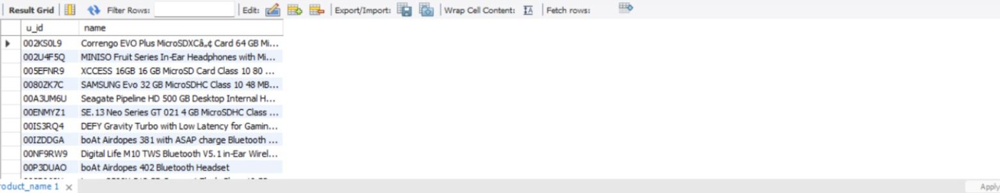 Result Grid Filter Rows: Edit: Export/Import: Wrap Cell Content: Fetch rows:
u_id name
002KS0L9 Correngo EVO Plus MicroSDXCâ„¢ Card 64 GB Mi...
002U4F5Q MINISO Fruit Series In-Ear Headphones with Mi...
005EFNR9 XCCESS 16GB 16 GB MicroSD Card Class 10 80 ...
0080ZK7C SAMSUNG Evo 32 GB MicroSDHC Class 10 48 MB...
00A3UM6U Seagate Pipeline HD 500 GB Desktop Internal H...
00ENMYZ1 SE.13 Neo Series GT 021 4 GB MicroSDHC Class ...
00IS3RQ4 DEFY Gravity Turbo with Low Latency for Gamin...
00IZDDGA boAt Airdopes 381 with ASAP charge Bluetooth ...
00NF9RW9 Digital Life M10 TWS Bluetooth V5.1 in-Ear Wirel...
00P3DUAO boAt Airdopes 402 Bluetooth Headset
roduct_name 1 Apply